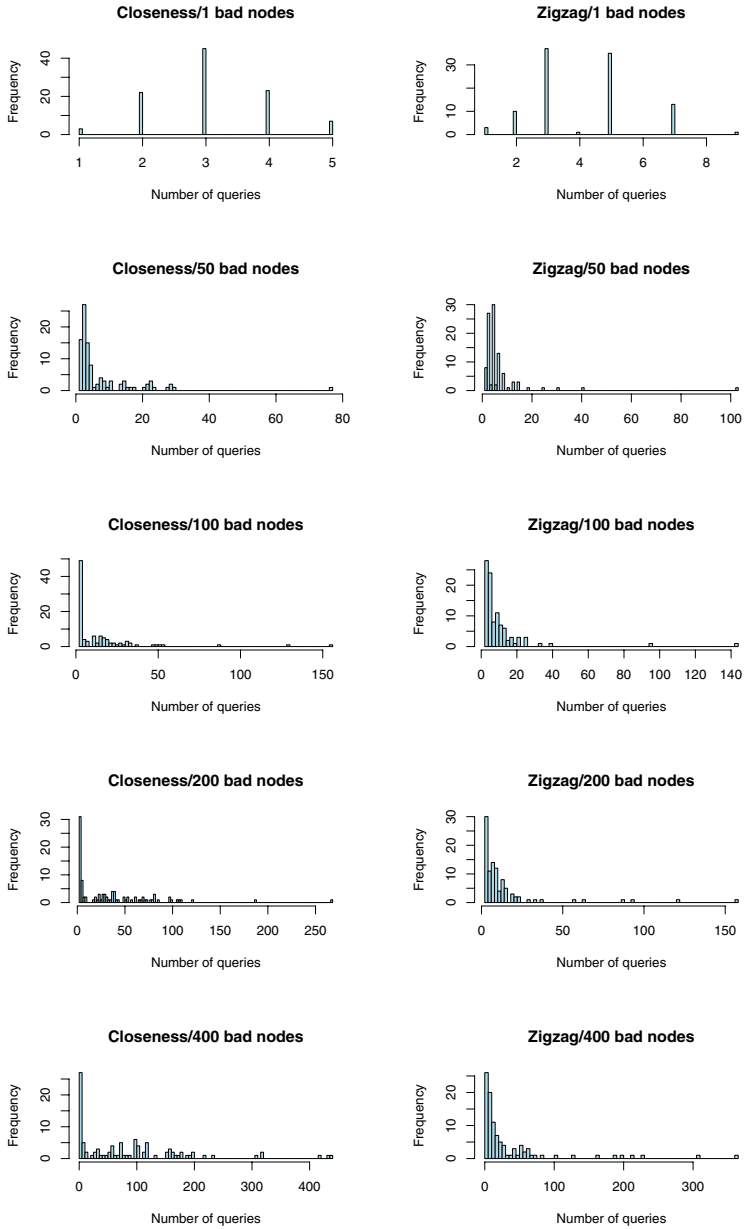 Closeness/1 bad nodes
Frequency
0 20 40
1 2 3 4 5
Number of queries
Zigzag/1 bad nodes
Frequency
0 10 30
2 4 6 8
Number of queries
Closeness/50 bad nodes
Frequency
0 10 20
0 20 40 60 80
Number of queries
Zigzag/50 bad nodes
Frequency
0 10 20 30
0 20 40 60 80 100
Number of queries
Closeness/100 bad nodes
Frequency
0 20 40
0 50 100 150
Number of queries
Zigzag/100 bad nodes
Frequency
0 10 20
0 20 40 60 80 100 120 140
Number of queries
Closeness/200 bad nodes
Frequency
0 10 20 30
0 50 100 150 200 250
Number of queries
Zigzag/200 bad nodes
Frequency
0 10 20 30
0 50 100 150
Number of queries
Closeness/400 bad nodes
Frequency
0 10 20
0 100 200 300 400
Number of queries
Zigzag/400 bad nodes
Frequency
0 10 20
0 100 200 300
Number of queries